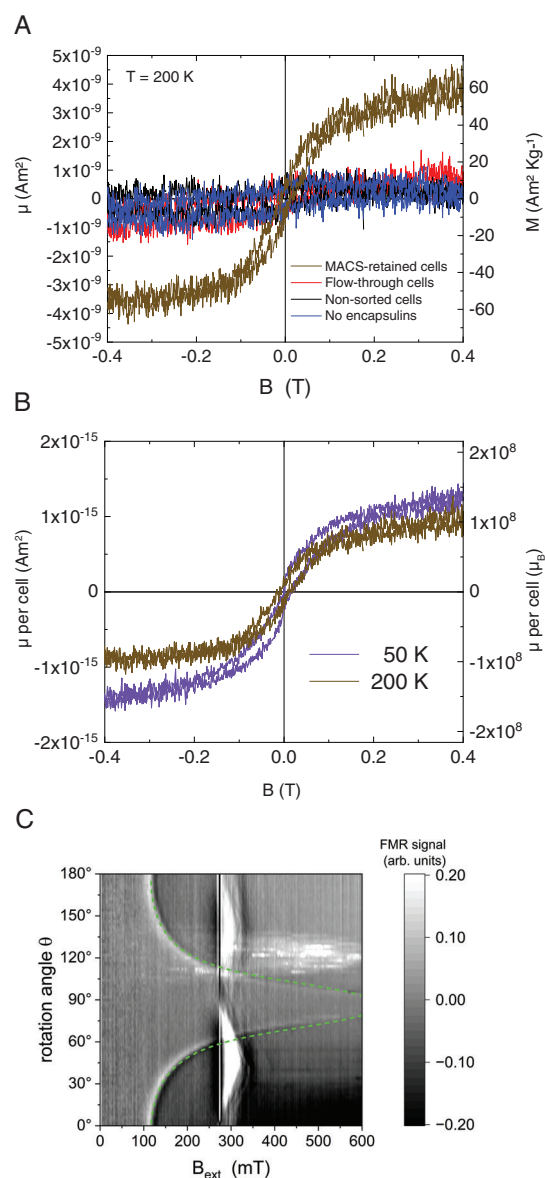 A
T = 200 K
5x10⁻⁹
4x10⁻⁹
3x10⁻⁹
2x10⁻⁹
1x10⁻⁹
0
-1x10⁻⁹
-2x10⁻⁹
-3x10⁻⁹
-4x10⁻⁹
-5x10⁻⁹
μ (Am²)
60
40
20
0
-20
-40
-60
M (Am² Kg⁻¹)
MACS-retained cells
Flow-through cells
Non-sorted cells
No encapsulins
-0.4 -0.2 0.0 0.2 0.4
B (T)
B
2x10⁻¹⁵
1x10⁻¹⁵
0
-1x10⁻¹⁵
-2x10⁻¹⁵
μ per cell (Am²)
2x10⁸
1x10⁸
0
-1x10⁸
-2x10⁸
μ per cell (μ_B)
50 K
200 K
-0.4 -0.2 0.0 0.2 0.4
B (T)
C
FMR signal
(arb. units)
180°
150°
120°
90°
60°
30°
0°
rotation angle θ
0.20
0.10
0.00
−0.10
−0.20
0 100 200 300 400 500 600
B_ext (mT)